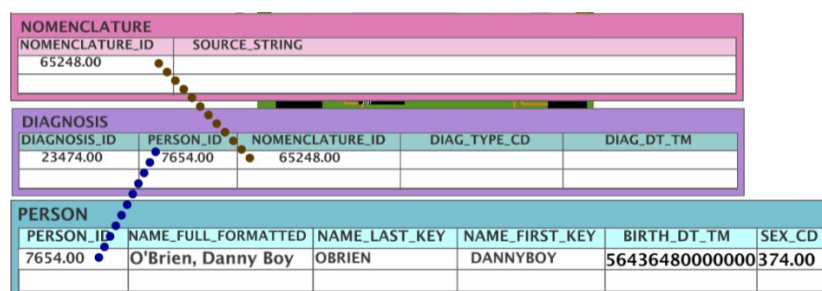 NOMENCLATURE
NOMENCLATURE_ID SOURCE_STRING
65248.00
DIAGNOSIS
DIAGNOSIS_ID PERSON_ID NOMENCLATURE_ID DIAG_TYPE_CD DIAG_DT_TM
23474.00 7654.00 65248.00
PERSON
PERSON_ID NAME_FULL_FORMATTED NAME_LAST_KEY NAME_FIRST_KEY BIRTH_DT_TM SEX_CD
7654.00 O'Brien, Danny Boy OBRIEN DANNYBOY 56436480000000 374.00